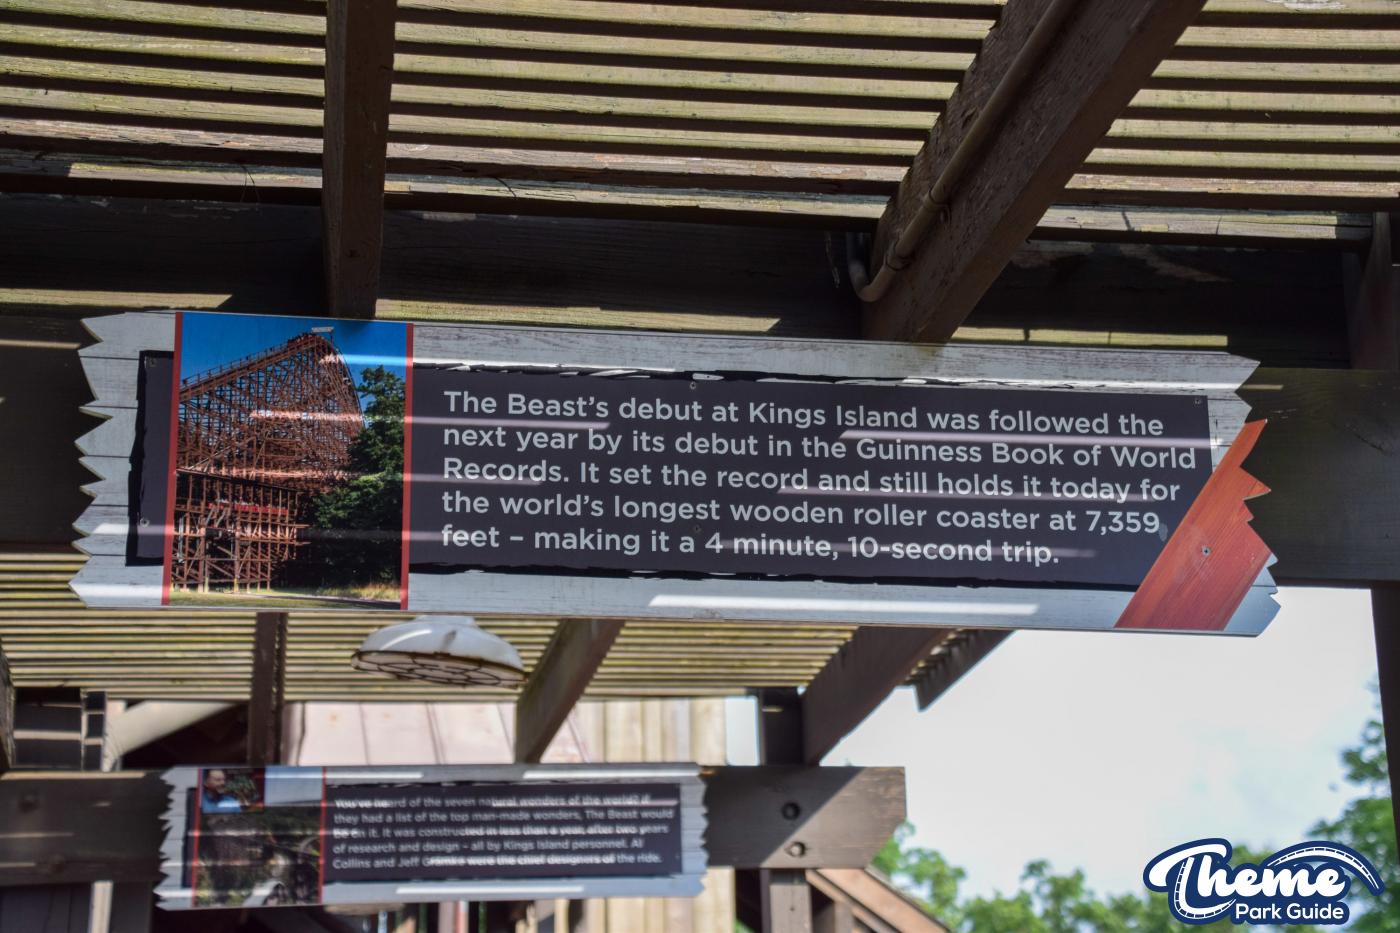 The Beast's debut at Kings Island was followed the
next year by its debut in the Guinness Book of World
Records. It set the record and still holds it today for
the world's longest wooden roller coaster at 7,359
feet – making it a 4 minute, 10-second trip.
You've heard of the seven natural wonders of the world? If
they had a list of the top man-made wonders, The Beast would
be on it. It was constructed in less than a year, after two years
of research and design – all by Kings Island personnel. Al
Collins and Jeff Gramke were the chief designers of the ride.
Theme
Park Guide